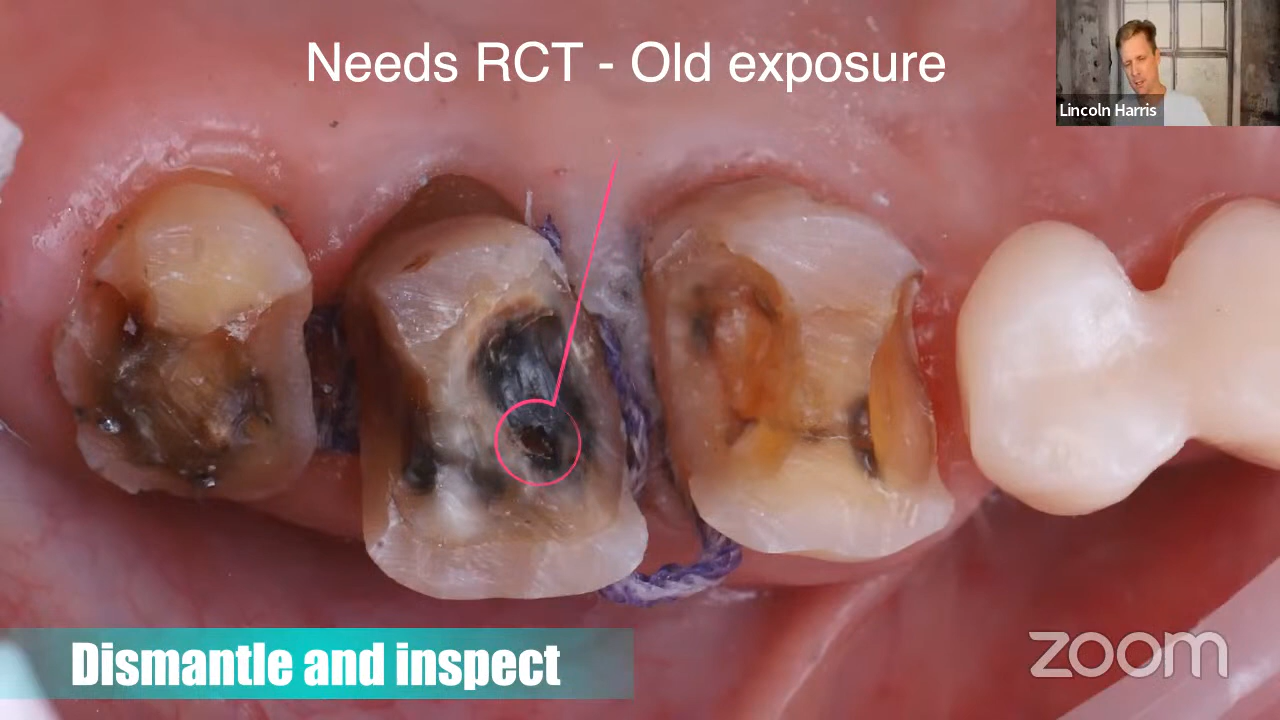 Needs RCT - Old exposure
Lincoln Harris
Dismantle and inspect
zoom